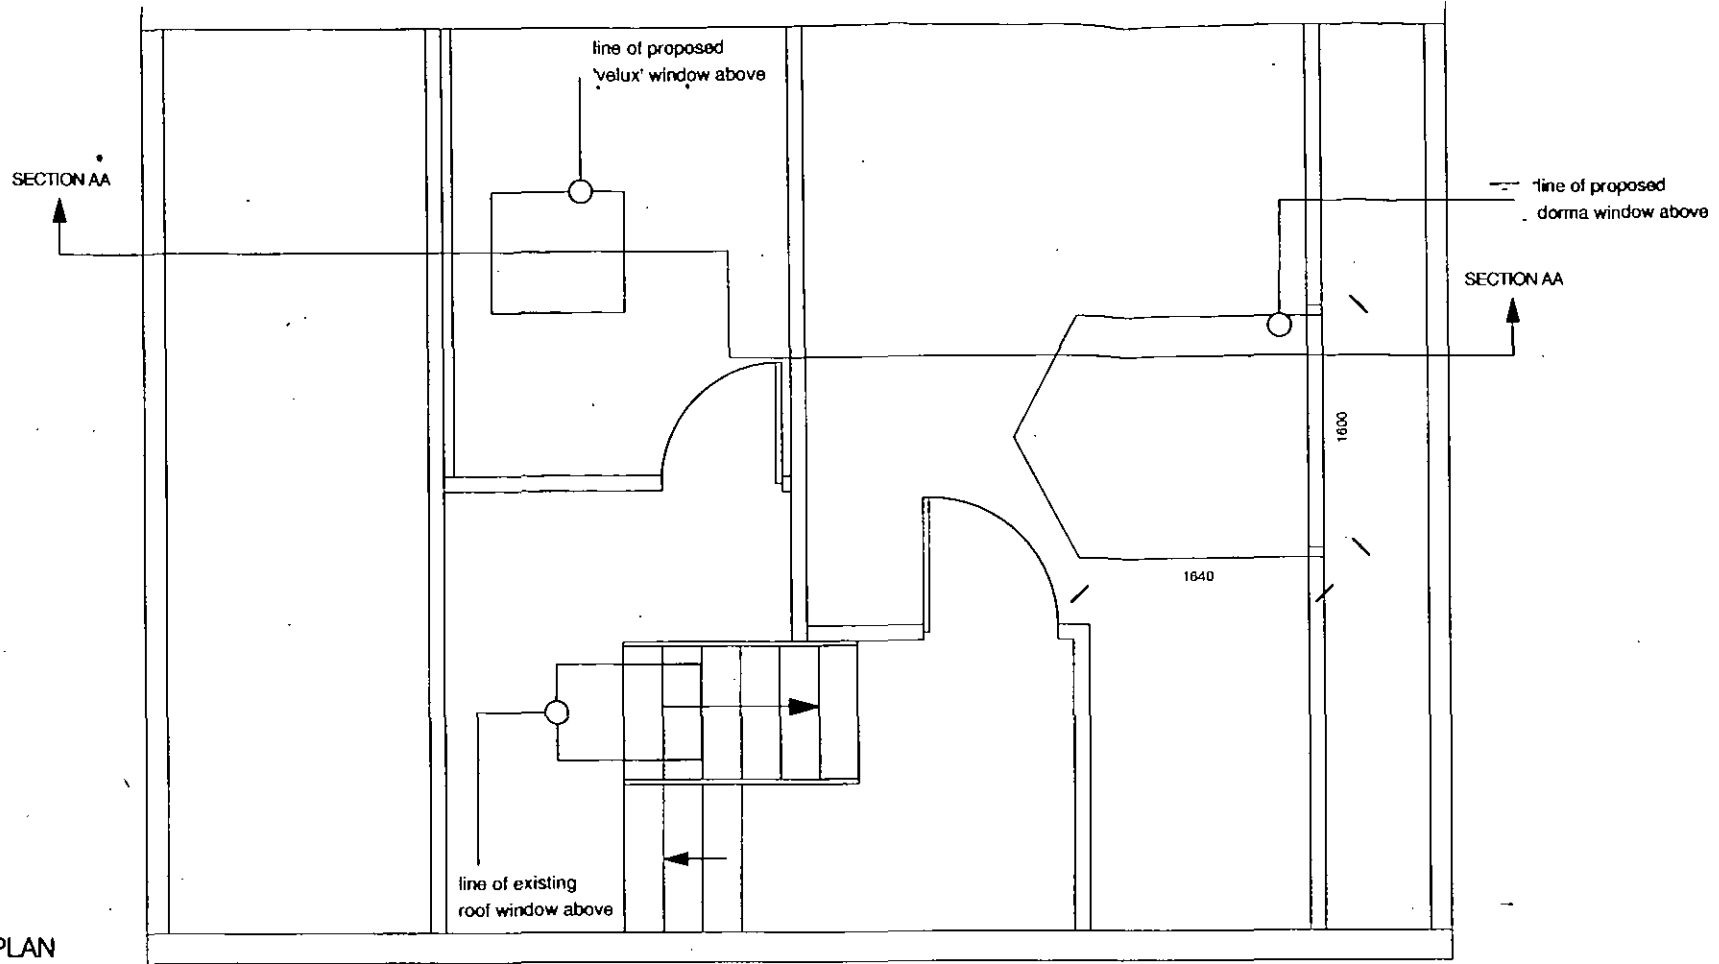 line of proposed
'velux' window above
SECTION AA
line of proposed
dorma window above
SECTION AA
1600
1640
line of existing
roof window above
PLAN